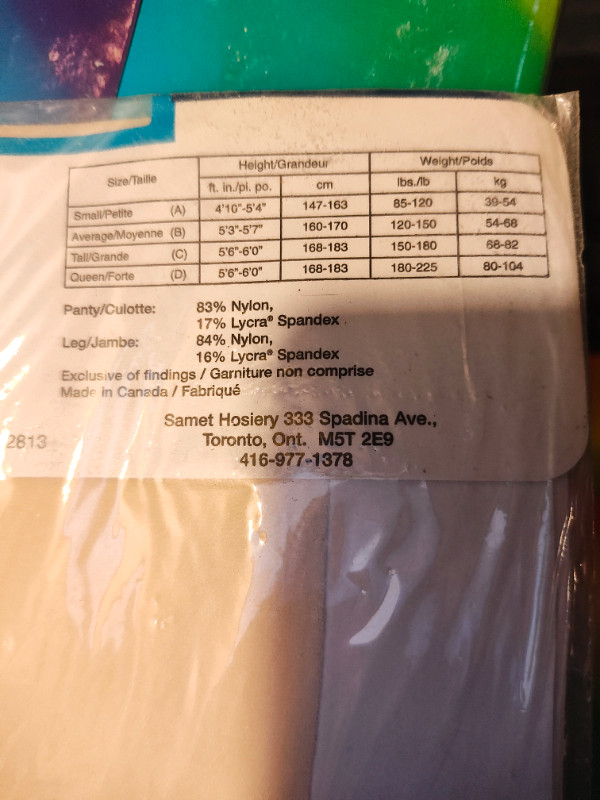 Size/Taille Height/Grandeur Weight/Poids
ft. in./pi. po. cm lbs./lb kg
Small/Petite (A) 4'10"-5'4" 147-163 85-120 39-54
Average/Moyenne (B) 5'3"-5'7" 160-170 120-150 54-68
Tall/Grande (C) 5'6"-6'0" 168-183 150-180 68-82
Queen/Forte (D) 5'6"-6'0" 168-183 180-225 80-104
Panty/Culotte: 83% Nylon,
17% Lycra® Spandex
Leg/Jambe: 84% Nylon,
16% Lycra® Spandex
Exclusive of findings / Garniture non comprise
Made in Canada / Fabriqué
Samet Hosiery 333 Spadina Ave.,
Toronto, Ont. M5T 2E9
2813
416-977-1378